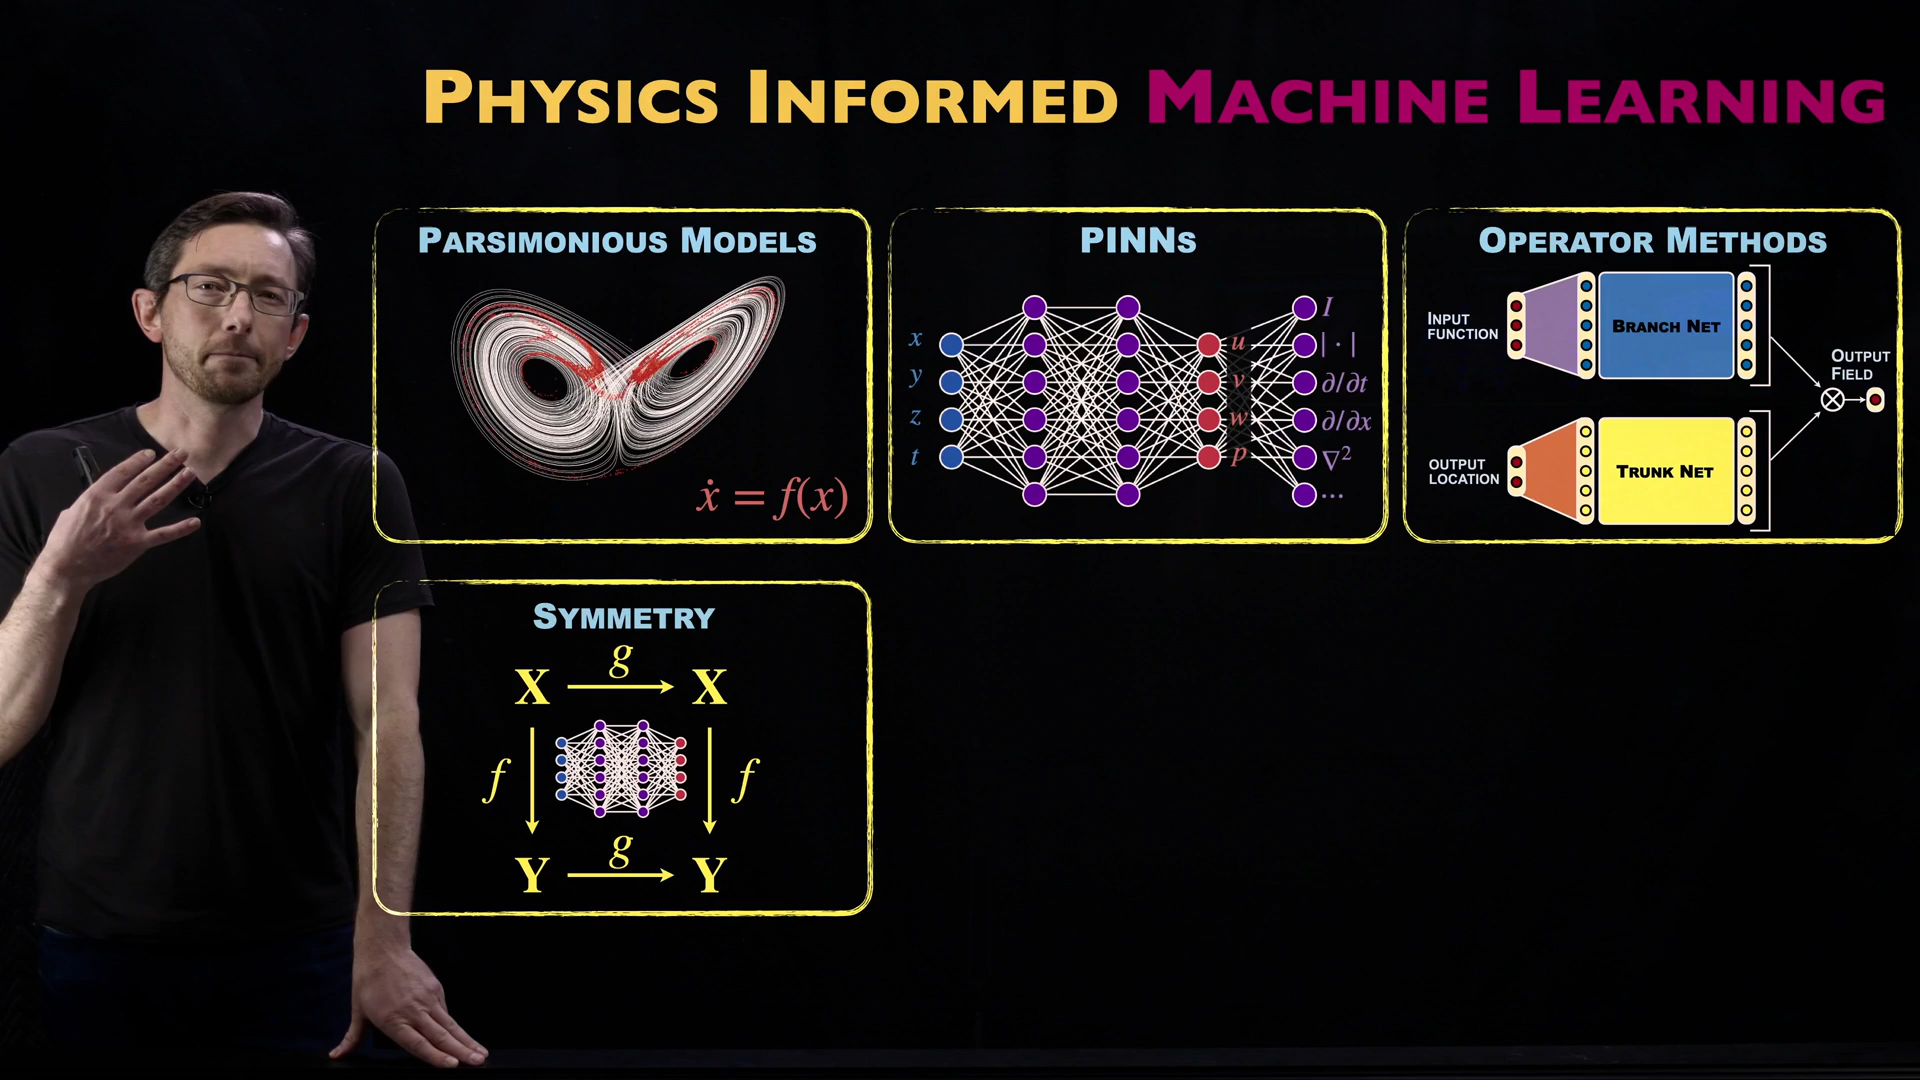 PHYSICS INFORMED MACHINE LEARNING
PARSIMONIOUS MODELS
ẋ = f(x)
PINNS
x
y
z
t
u
v
w
p
I
| · |
∂/∂t
∂/∂x
∇²
...
OPERATOR METHODS
INPUT
FUNCTION
BRANCH NET
OUTPUT
FIELD
OUTPUT
LOCATION
TRUNK NET
SYMMETRY
g
X X
f f
g
Y Y